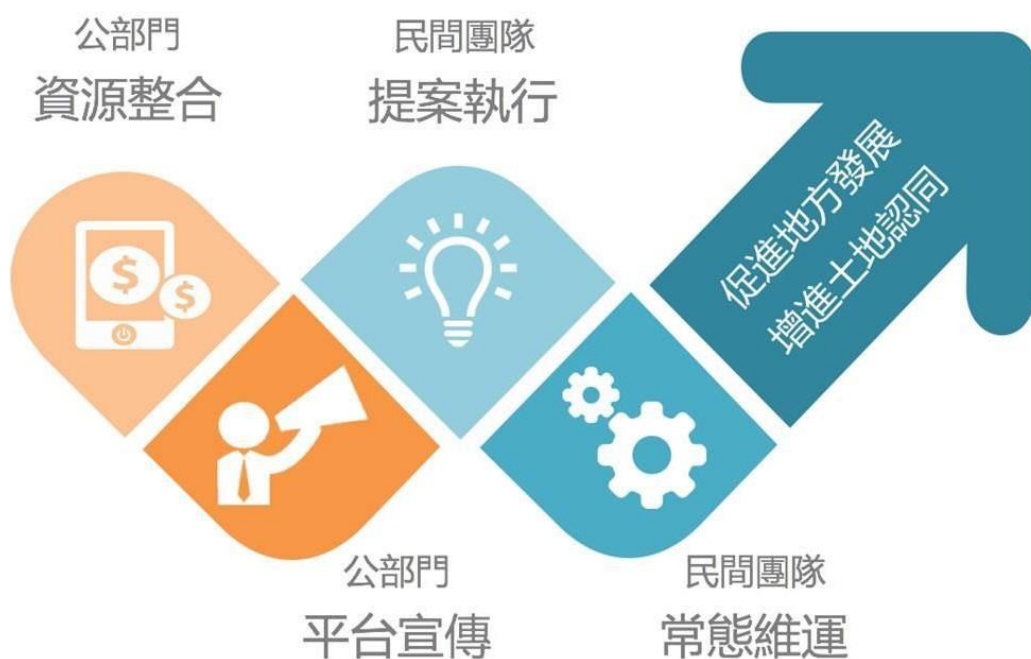 公部門
資源整合
民間團隊
提案執行
促進地方發展
增進土地認同
$
$
公部門
平台宣傳
民間團隊
常態維運